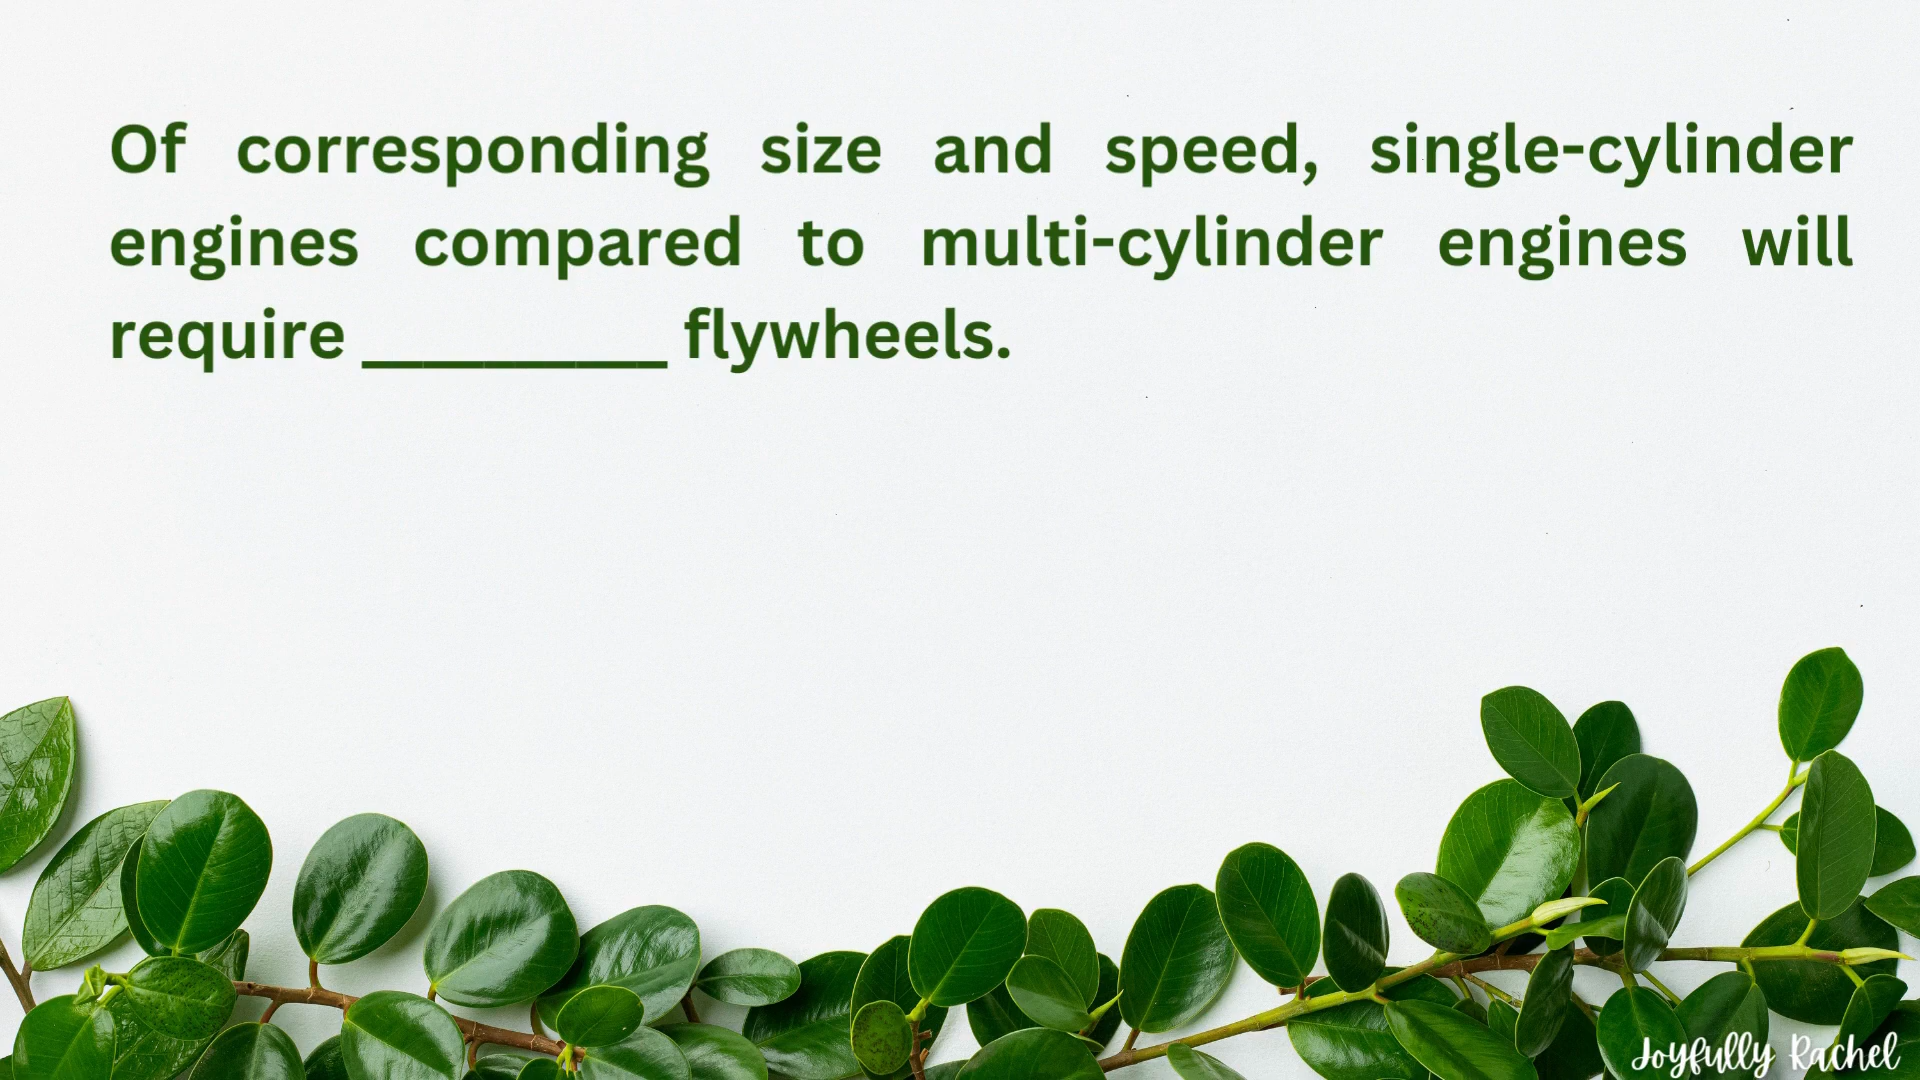 Of corresponding size and speed, single-cylinder
engines compared to multi-cylinder engines will
require __________ flywheels.
Joyfully Rachel